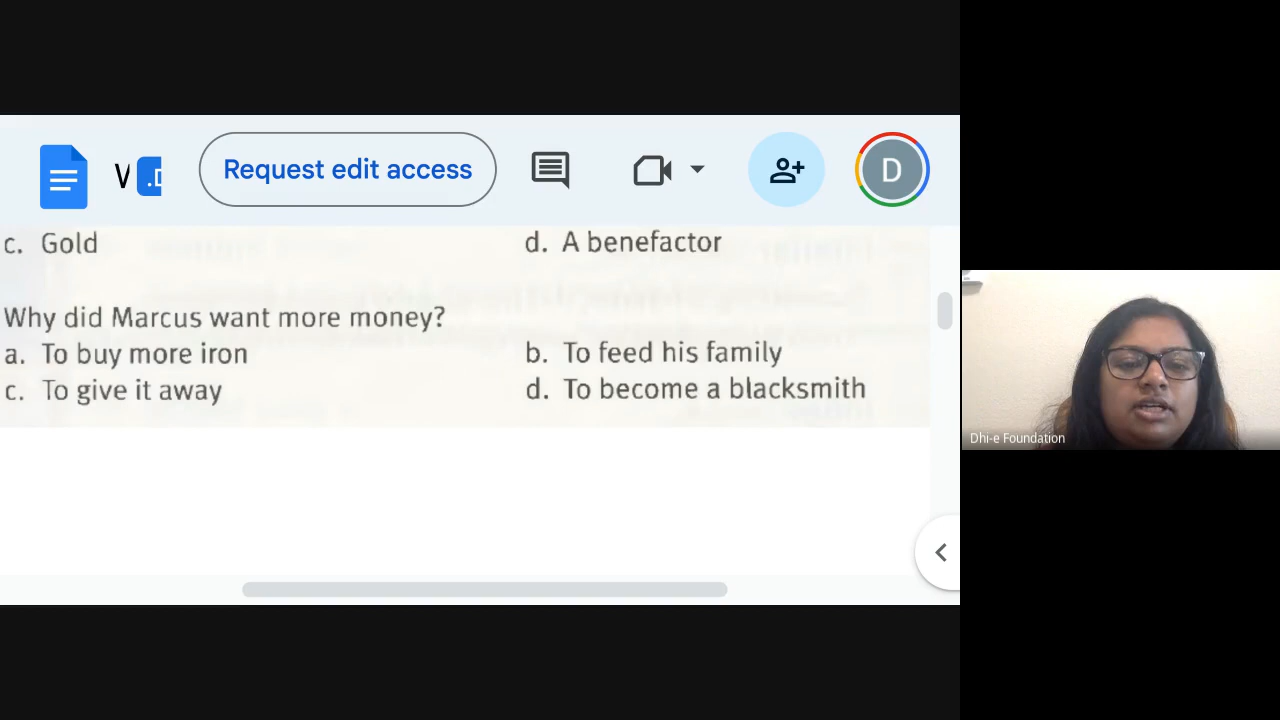 Request edit access
D
c. Gold
d. A benefactor
Why did Marcus want more money?
a. To buy more iron
b. To feed his family
c. To give it away
d. To become a blacksmith
Dhi-e Foundation